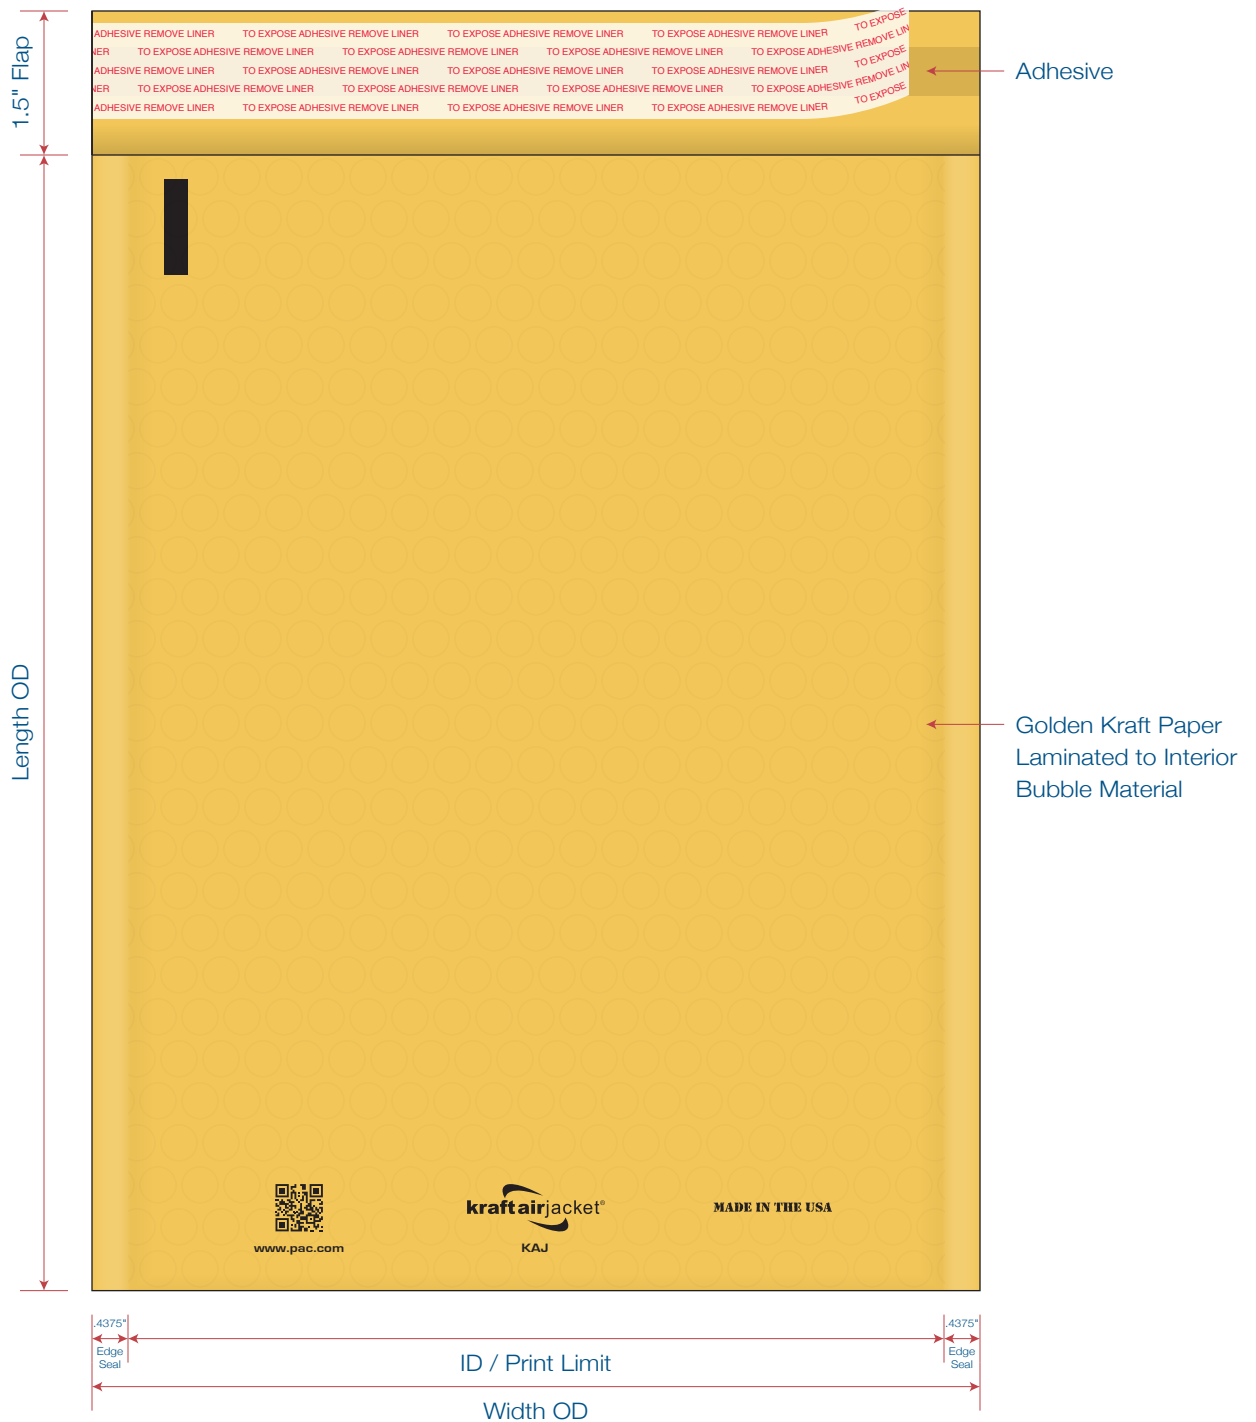 1.5" Flap
ADHESIVE REMOVE LINER TO EXPOSE ADHESIVE REMOVE LINER TO EXPOSE ADHESIVE REMOVE LINER TO EXPOSE ADHESIVE REMOVE LINER TO EXPOSE
NER TO EXPOSE ADHESIVE REMOVE LINER TO EXPOSE ADHESIVE REMOVE LINER TO EXPOSE ADHESIVE REMOVE LINER TO EXPOSE ADHESIVE REMOVE LIN
ADHESIVE REMOVE LINER TO EXPOSE ADHESIVE REMOVE LINER TO EXPOSE ADHESIVE REMOVE LINER TO EXPOSE ADHESIVE REMOVE LINER TO EXPOSE
NER TO EXPOSE ADHESIVE REMOVE LINER TO EXPOSE ADHESIVE REMOVE LINER TO EXPOSE ADHESIVE REMOVE LINER TO EXPOSE ADHESIVE REMOVE LIN
ADHESIVE REMOVE LINER TO EXPOSE ADHESIVE REMOVE LINER TO EXPOSE ADHESIVE REMOVE LINER TO EXPOSE ADHESIVE REMOVE LINER TO EXPOSE
Adhesive
Length OD
Golden Kraft Paper
Laminated to Interior
Bubble Material
www.pac.com
kraftairjacket®
KAJ
MADE IN THE USA
.4375"
Edge
Seal
ID / Print Limit
.4375"
Edge
Seal
Width OD